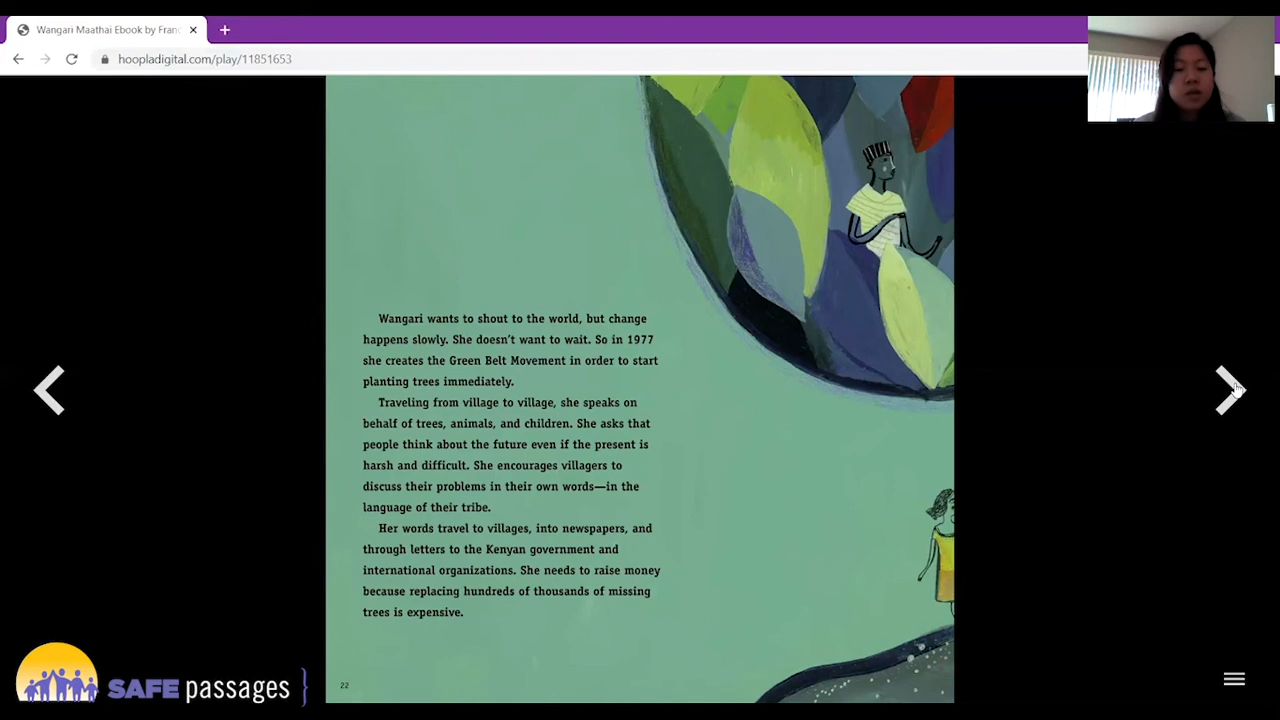 Wangari Maathai Ebook by Franc
hoopladigital.com/play/11851653
Wangari wants to shout to the world, but change
happens slowly. She doesn't want to wait. So in 1977
she creates the Green Belt Movement in order to start
planting trees immediately.
Traveling from village to village, she speaks on
behalf of trees, animals, and children. She asks that
people think about the future even if the present is
harsh and difficult. She encourages villagers to
discuss their problems in their own words—in the
language of their tribe.
Her words travel to villages, into newspapers, and
through letters to the Kenyan government and
international organizations. She needs to raise money
because replacing hundreds of thousands of missing
trees is expensive.
22
SAFE passages